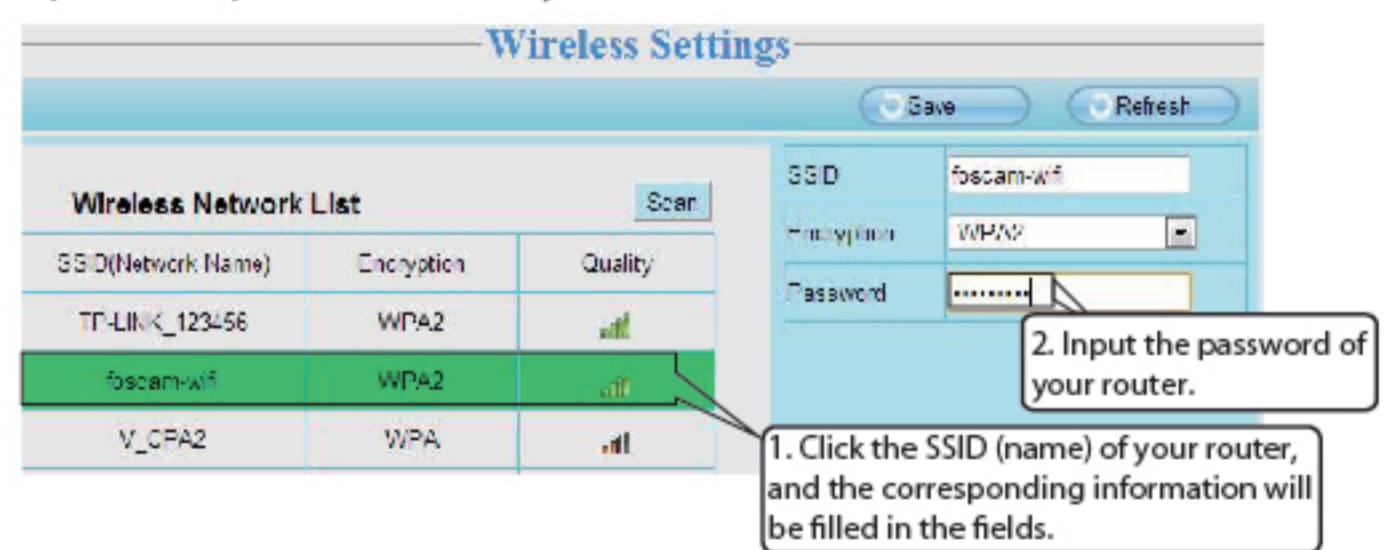 Wireless Settings
Save Refresh
Wireless Network List Scan
SSID foscam-wifi
Encryption WPA2
SSID(Network Name) Encryption Quality
Password ·········
TP-LINK_123456 WPA2
2. Input the password of
your router.
foscam-wifi WPA2
V_CPA2 WPA
1. Click the SSID (name) of your router,
and the corresponding information will
be filled in the fields.